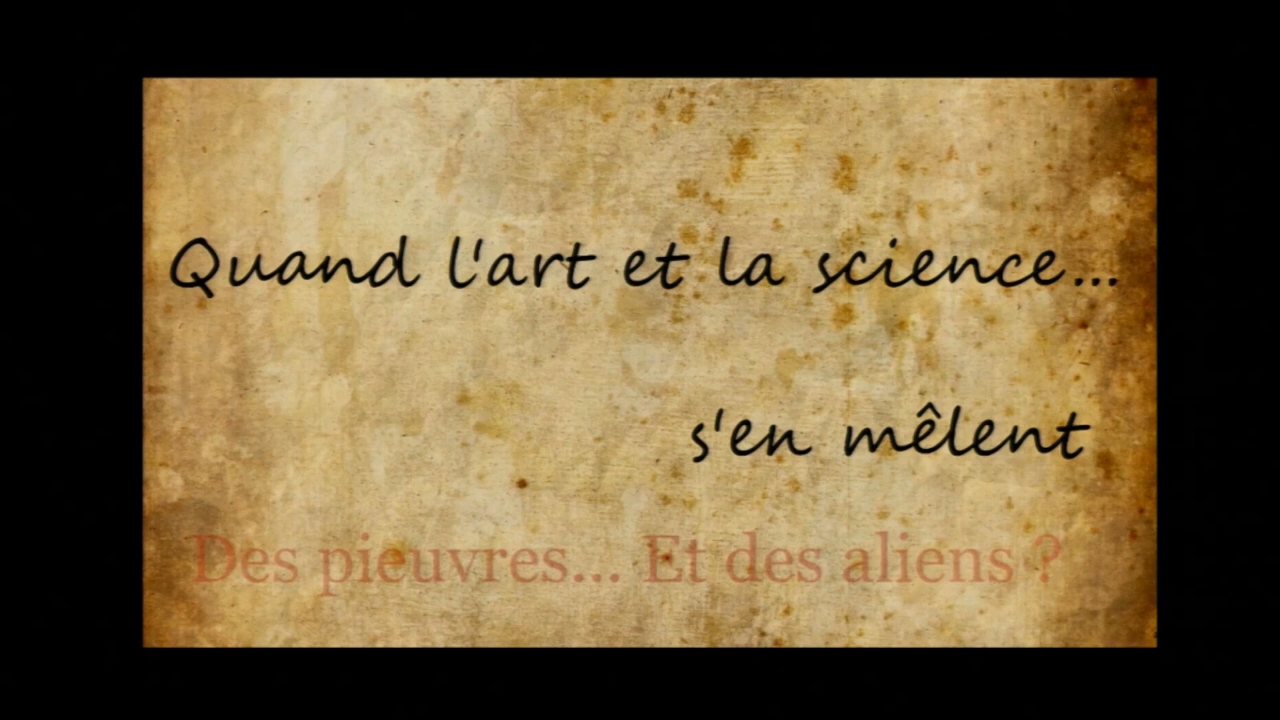 Quand l'art et la science...
s'en mêlent
Des pieuvres... Et des aliens ?